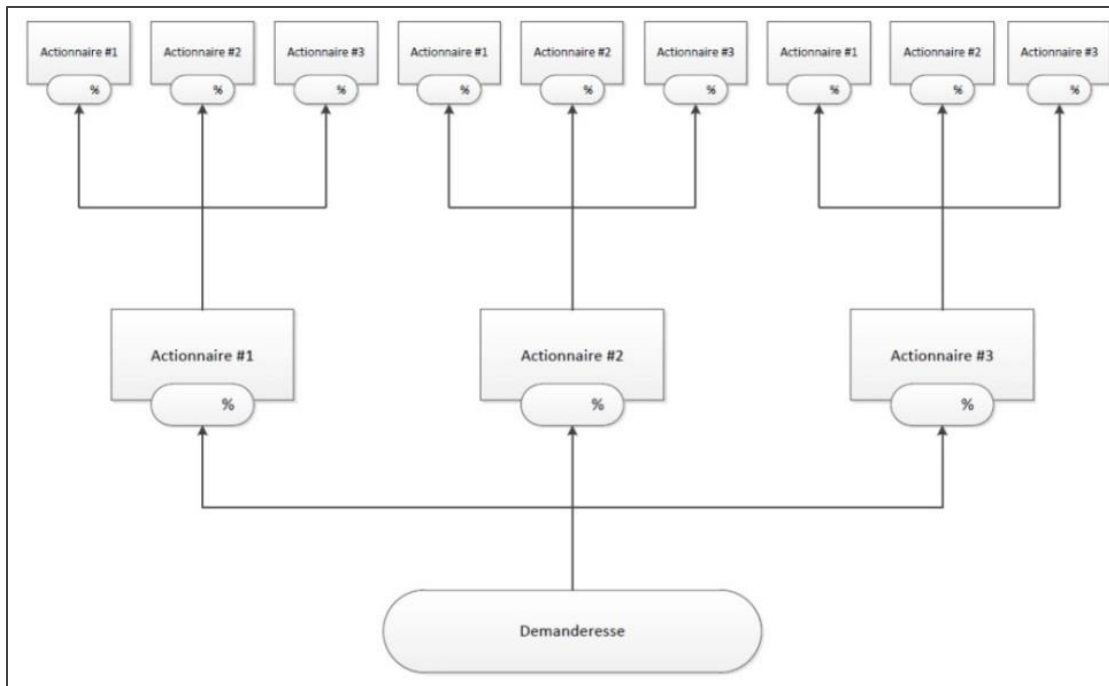 Actionnaire #1
Actionnaire #2
Actionnaire #3
Actionnaire #1
Actionnaire #2
Actionnaire #3
Actionnaire #1
Actionnaire #2
Actionnaire #3
%
%
%
%
%
%
%
%
%
Actionnaire #1
Actionnaire #2
Actionnaire #3
%
%
%
Demanderesse